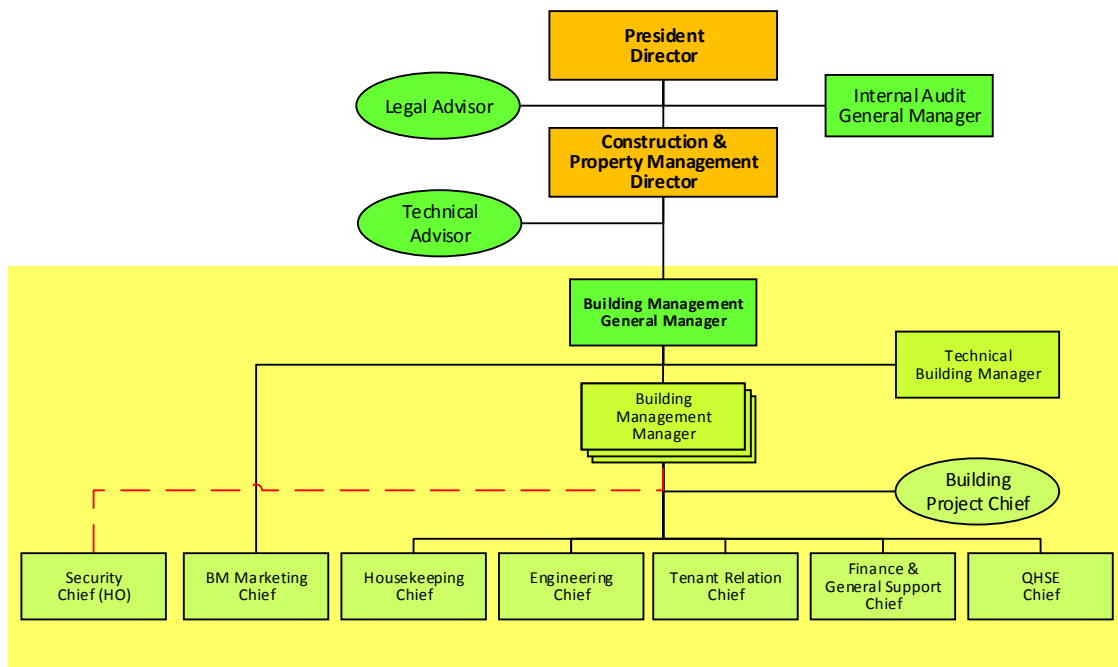 President
Director
Legal Advisor
Internal Audit
General Manager
Construction &
Property Management
Director
Technical
Advisor
Building Management
General Manager
Technical
Building Manager
Building
Management
Manager
Building
Project Chief
Security
Chief (HO)
BM Marketing
Chief
Housekeeping
Chief
Engineering
Chief
Tenant Relation
Chief
Finance &
General Support
Chief
QHSE
Chief